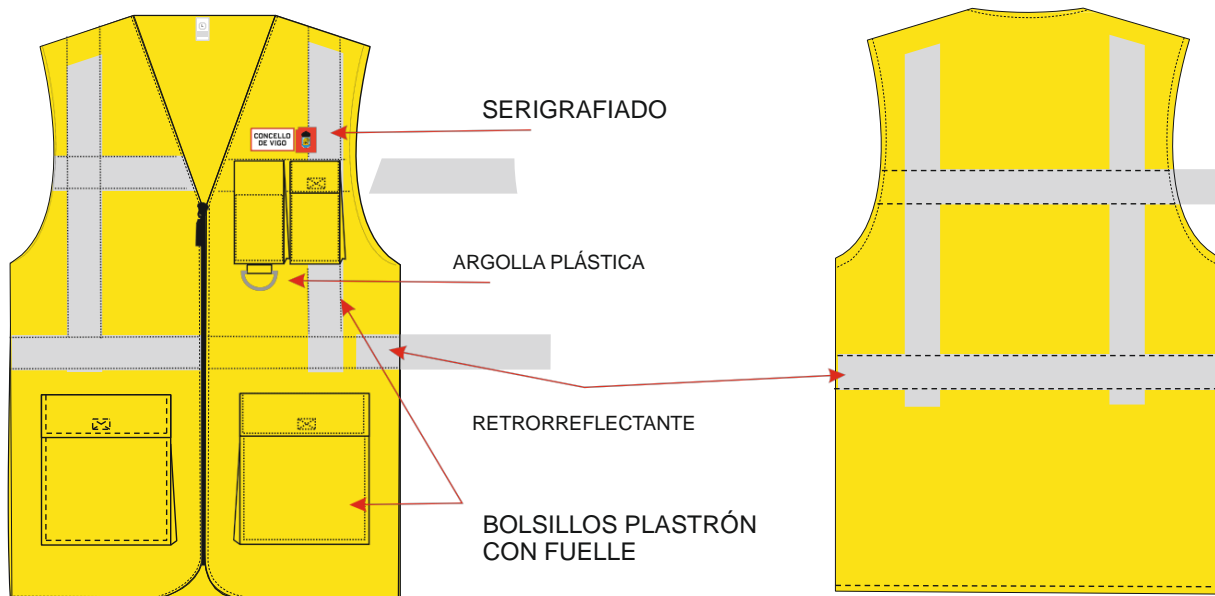 SERIGRAFIADO
CONCELLO
DE VIGO
ARGOLLA PLÁSTICA
RETRORREFLECTANTE
BOLSILLOS PLASTRÓN
CON FUELLE